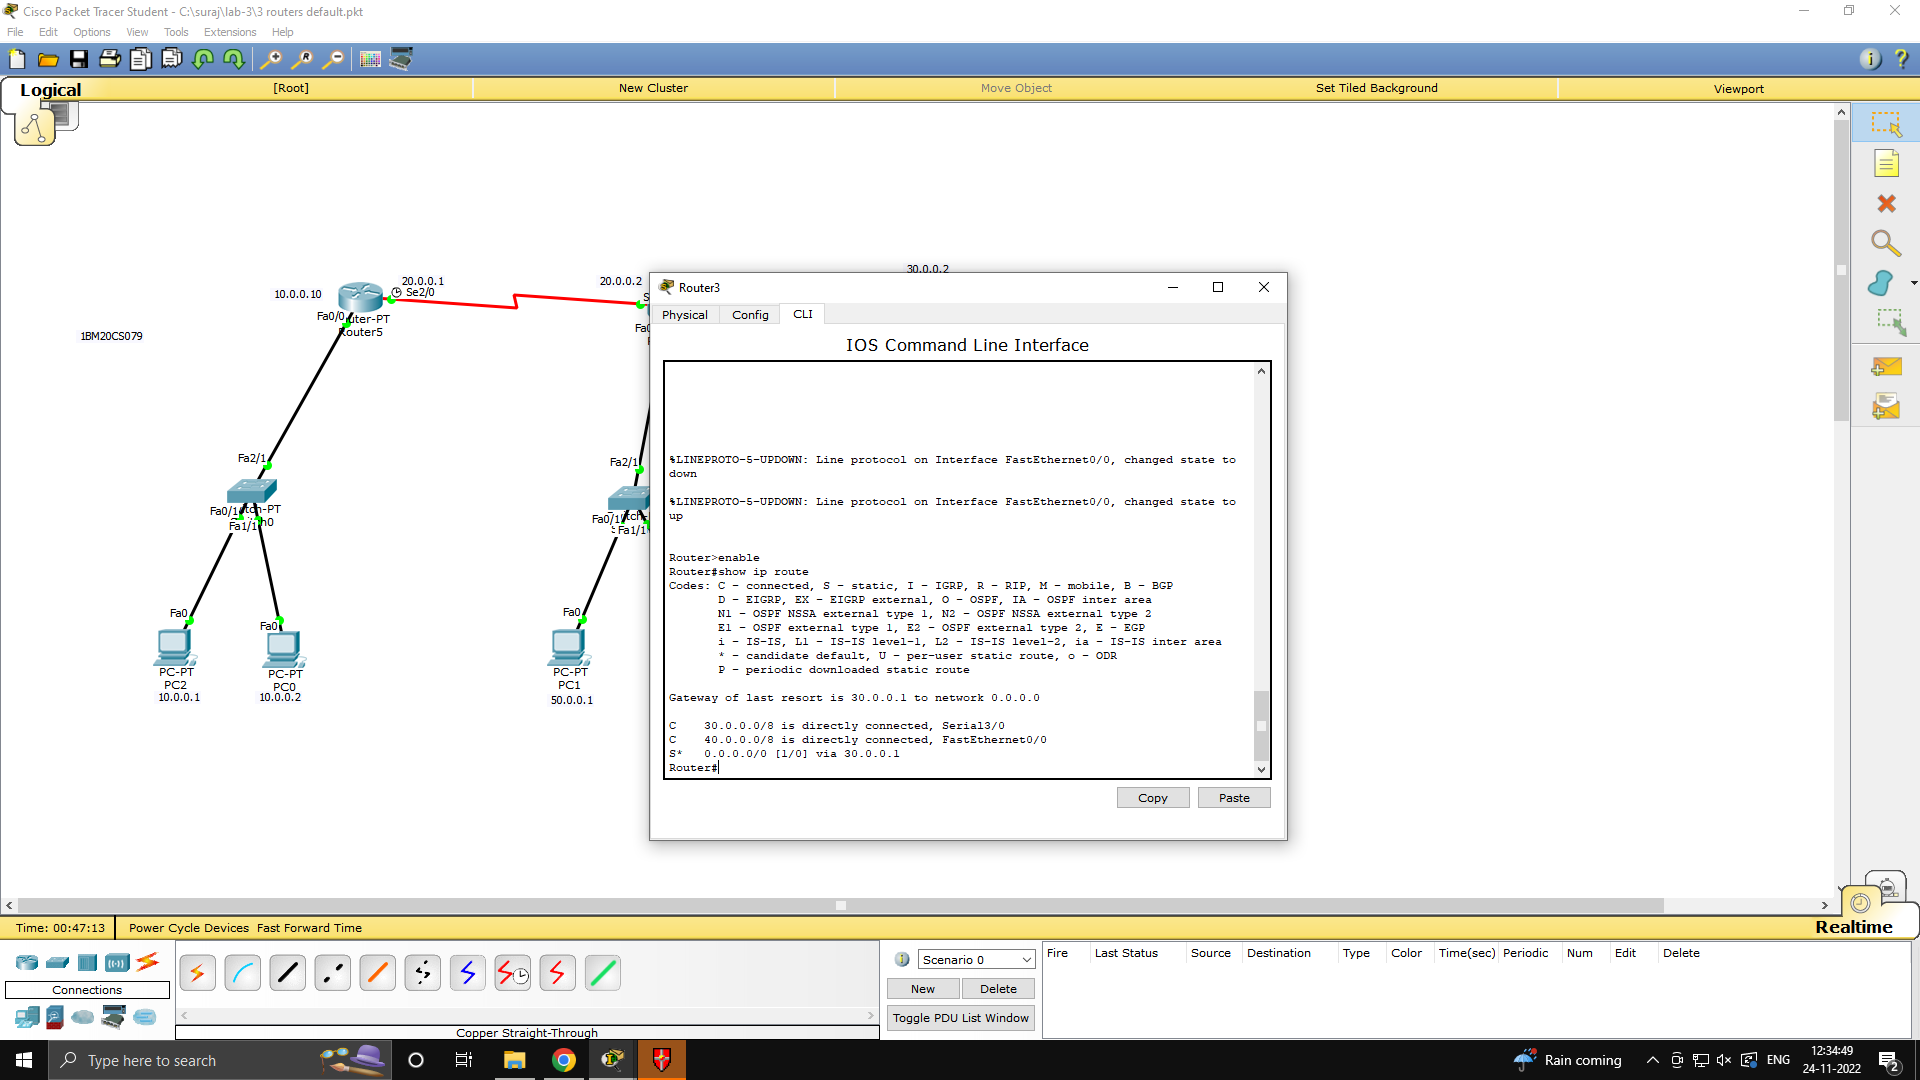 Cisco Packet Tracer Student - C:\suraj\lab-3\3 routers default.pkt
File Edit Options View Tools Extensions Help
Logical
[Root]
New Cluster
Move Object
Set Tiled Background
Viewport
30.0.0.2
10.0.0.10
20.0.0.1
Se2/0
20.0.0.2
Fa0/0
Router5
1BM20CS079
Fa2/1
Fa0/1
Fa1/1
Fa0
Fa0
PC-PT
PC2
10.0.0.1
PC-PT
PC0
10.0.0.2
Fa2/1
Fa0/1
Fa1/1
Fa0
PC-PT
PC1
50.0.0.1
Router3
Physical Config CLI
IOS Command Line Interface
%LINEPROTO-5-UPDOWN: Line protocol on Interface FastEthernet0/0, changed state to
down
%LINEPROTO-5-UPDOWN: Line protocol on Interface FastEthernet0/0, changed state to
up
Router>enable
Router#show ip route
Codes: C - connected, S - static, I - IGRP, R - RIP, M - mobile, B - BGP
D - EIGRP, EX - EIGRP external, O - OSPF, IA - OSPF inter area
N1 - OSPF NSSA external type 1, N2 - OSPF NSSA external type 2
E1 - OSPF external type 1, E2 - OSPF external type 2, E - EGP
i - IS-IS, L1 - IS-IS level-1, L2 - IS-IS level-2, ia - IS-IS inter area
* - candidate default, U - per-user static route, o - ODR
P - periodic downloaded static route
Gateway of last resort is 30.0.0.1 to network 0.0.0.0
C 30.0.0.0/8 is directly connected, Serial3/0
C 40.0.0.0/8 is directly connected, FastEthernet0/0
S* 0.0.0.0/0 [1/0] via 30.0.0.1
Router#
Copy
Paste
Time: 00:47:13
Power Cycle Devices Fast Forward Time
Realtime
Connections
Copper Straight-Through
Scenario 0
New
Delete
Toggle PDU List Window
Fire Last Status Source Destination Type Color Time(sec) Periodic Num Edit Delete
Type here to search
Rain coming
ENG
12:34:49
24-11-2022
2